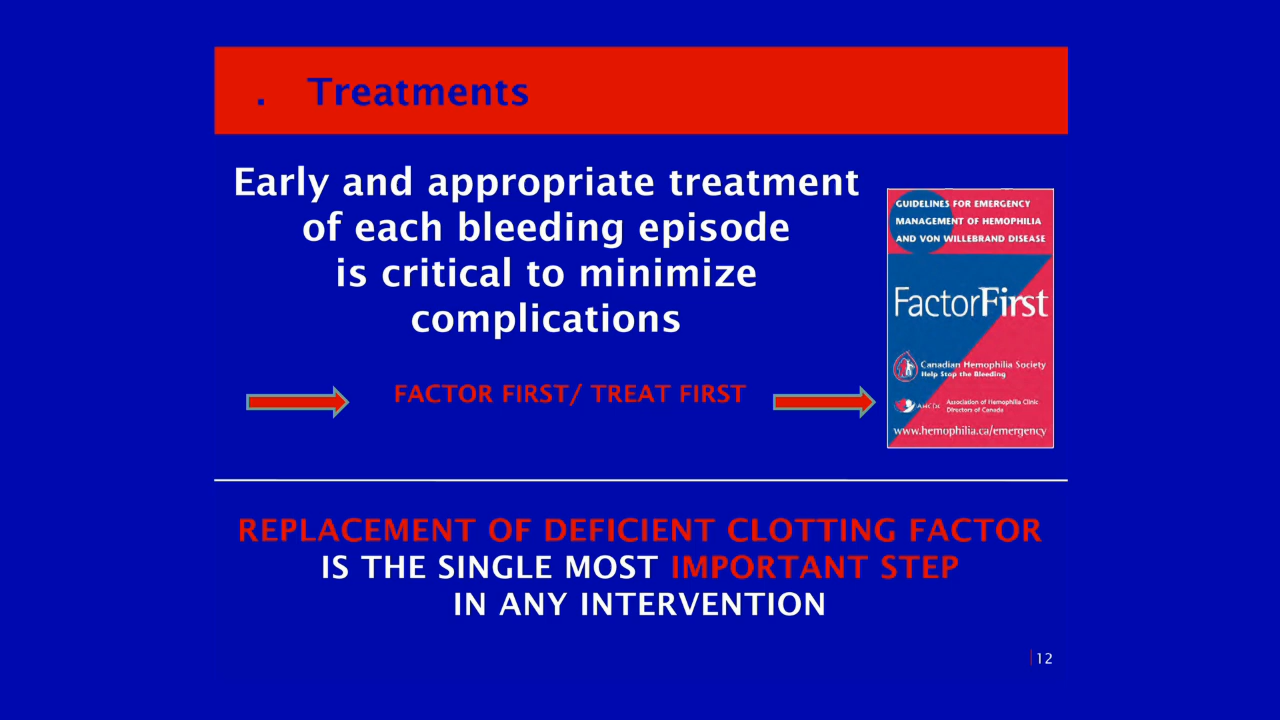 . Treatments
Early and appropriate treatment
of each bleeding episode
is critical to minimize
complications
FACTOR FIRST/ TREAT FIRST
GUIDELINES FOR EMERGENCY
MANAGEMENT OF HEMOPHILIA
AND VON WILLEBRAND DISEASE
FactorFirst
Canadian Hemophilia Society
Help Stop the Bleeding
AHCDC
Association of Hemophilia Clinic
Directors of Canada
www.hemophilia.ca/emergency
REPLACEMENT OF DEFICIENT CLOTTING FACTOR
IS THE SINGLE MOST IMPORTANT STEP
IN ANY INTERVENTION
12